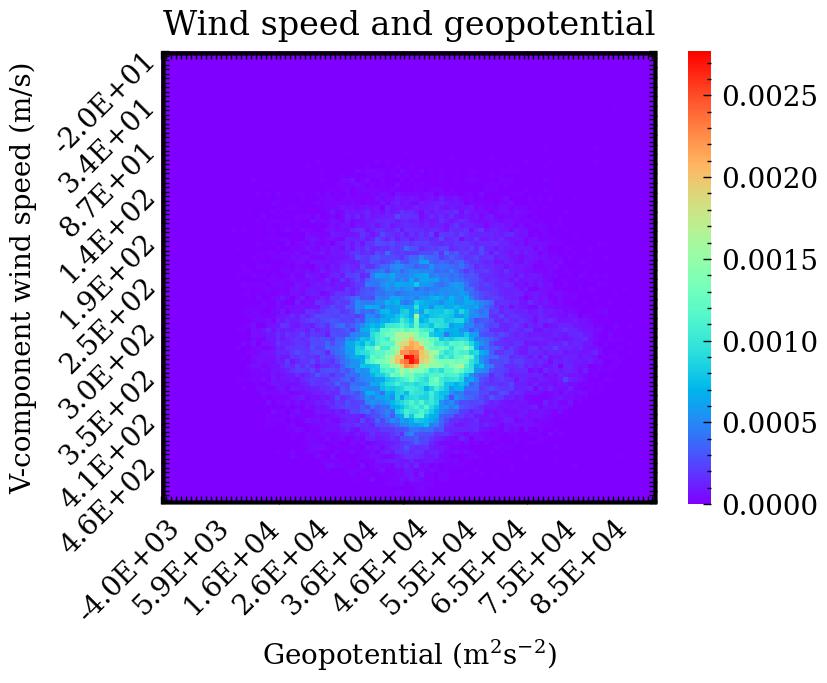 Wind speed and geopotential
V-component wind speed (m/s)
-2.0E+01
3.4E+01
8.7E+01
1.4E+02
1.9E+02
2.5E+02
3.0E+02
3.5E+02
4.1E+02
4.6E+02
-4.0E+03
5.9E+03
1.6E+04
2.6E+04
3.6E+04
4.6E+04
5.5E+04
6.5E+04
7.5E+04
8.5E+04
Geopotential (m²s⁻²)
0.0025
0.0020
0.0015
0.0010
0.0005
0.0000